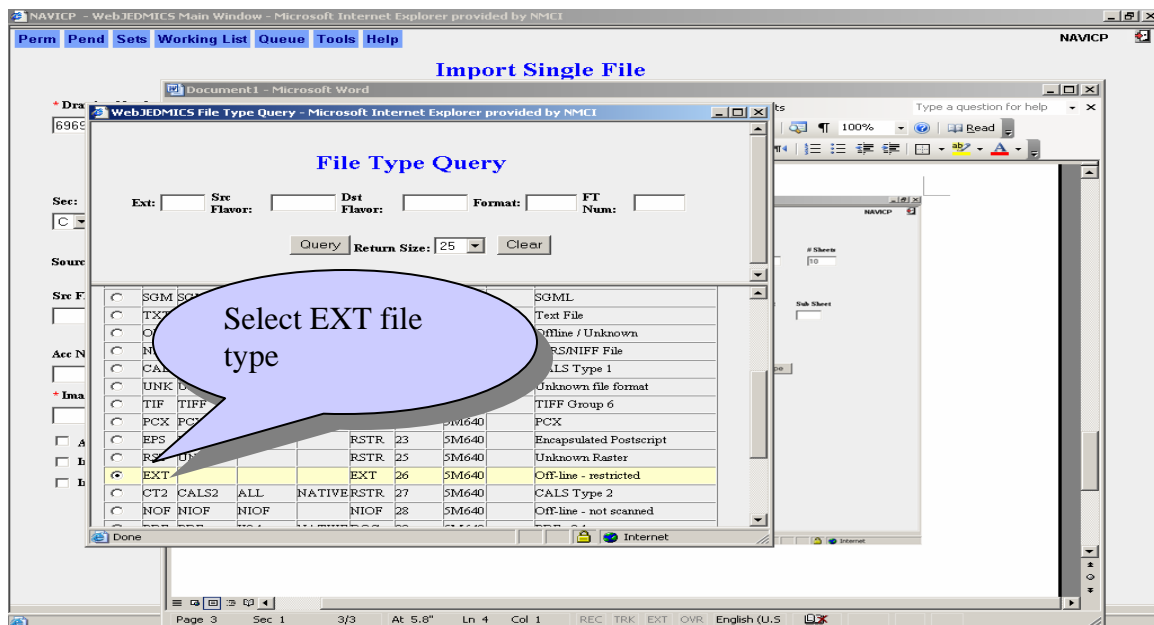 NAVICP - WebJEDMICS Main Window - Microsoft Internet Explorer provided by NMCI
Perm Pend Sets Working List Queue Tools Help NAVICP
Import Single File
Document1 - Microsoft Word
Type a question for help
100% Read
WebJEDMICS File Type Query - Microsoft Internet Explorer provided by NMCI
File Type Query
Ext: Src Flavor: Dst Flavor: Format: FT Num:
Query Return Size: 25 Clear
* Dra
6969
Sec:
C
Sourc
Src F
Acc N
* Ima
Select EXT file
type
SGM SGML
TXT Text File
Offline / Unknown
NIFF File
Type 1
UNK Unknown file format
TIF TIFF TIFF Group 6
PCX 5M640 PCX
EPS RSTR 23 5M640 Encapsulated Postscript
RSTR 25 5M640 Unknown Raster
EXT EXT 26 5M640 Off-line - restricted
CT2 CALS2 ALL NATIVE RSTR 27 5M640 CALS Type 2
NOF NIOF NIOF NIOF 28 5M640 Off-line - not scanned
Done Internet
NAVICP
# Sheets
10
Sub Sheet
Internet
Page 3 Sec 1 3/3 At 5.8" Ln 4 Col 1 REC TRK EXT OVR English (U.S